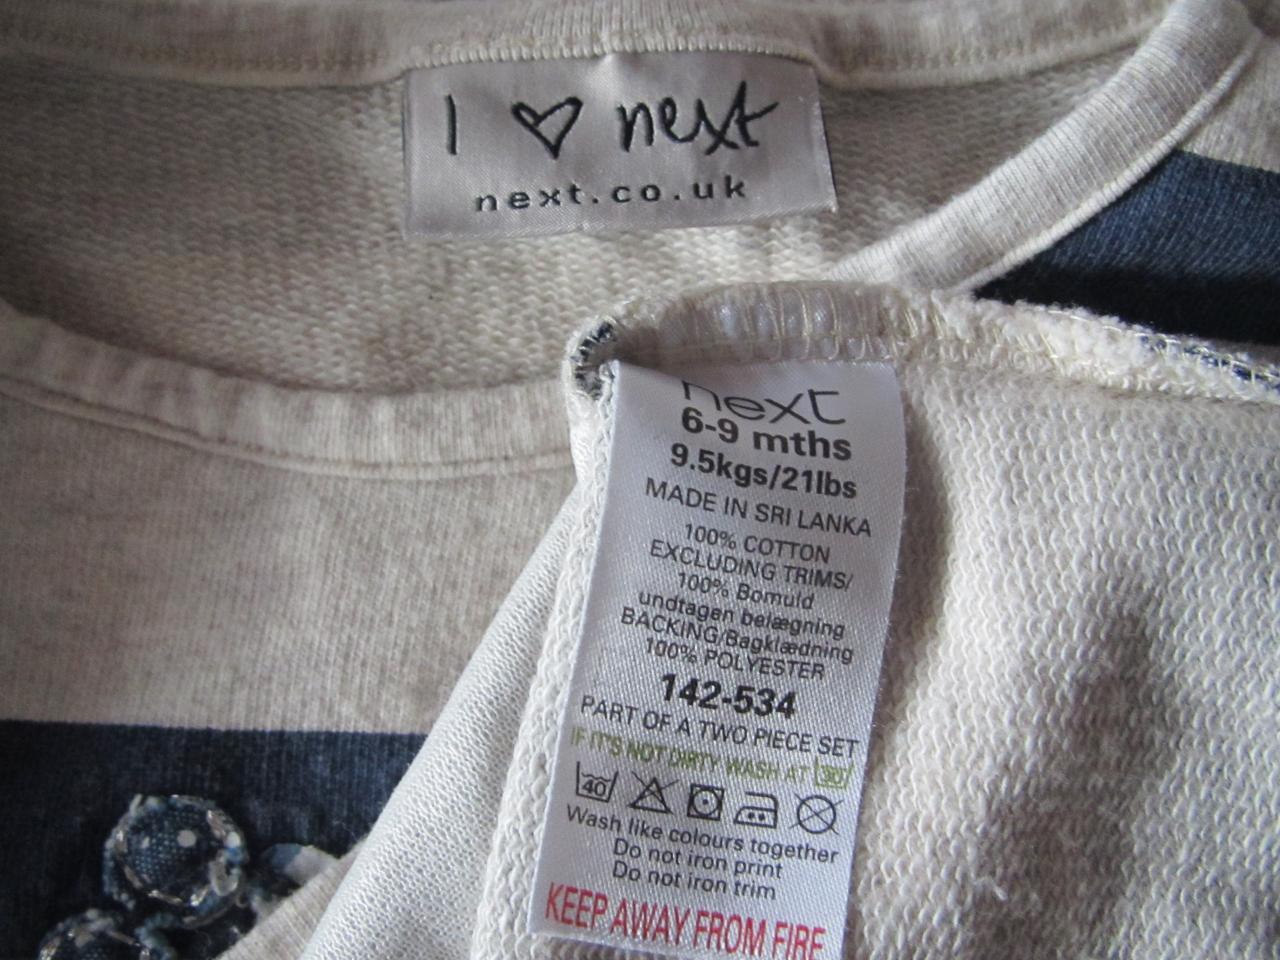 I ♡ next
next.co.uk
next
6-9 mths
9.5kgs/21lbs
MADE IN SRI LANKA
100% COTTON
EXCLUDING TRIMS/
100% Bomuld
undtagen belægning
BACKING/Bagklædning
100% POLYESTER
142-534
PART OF A TWO PIECE SET
IF IT'S NOT DIRTY WASH AT 30
40
Wash like colours together
Do not iron print
Do not iron trim
KEEP AWAY FROM FIRE